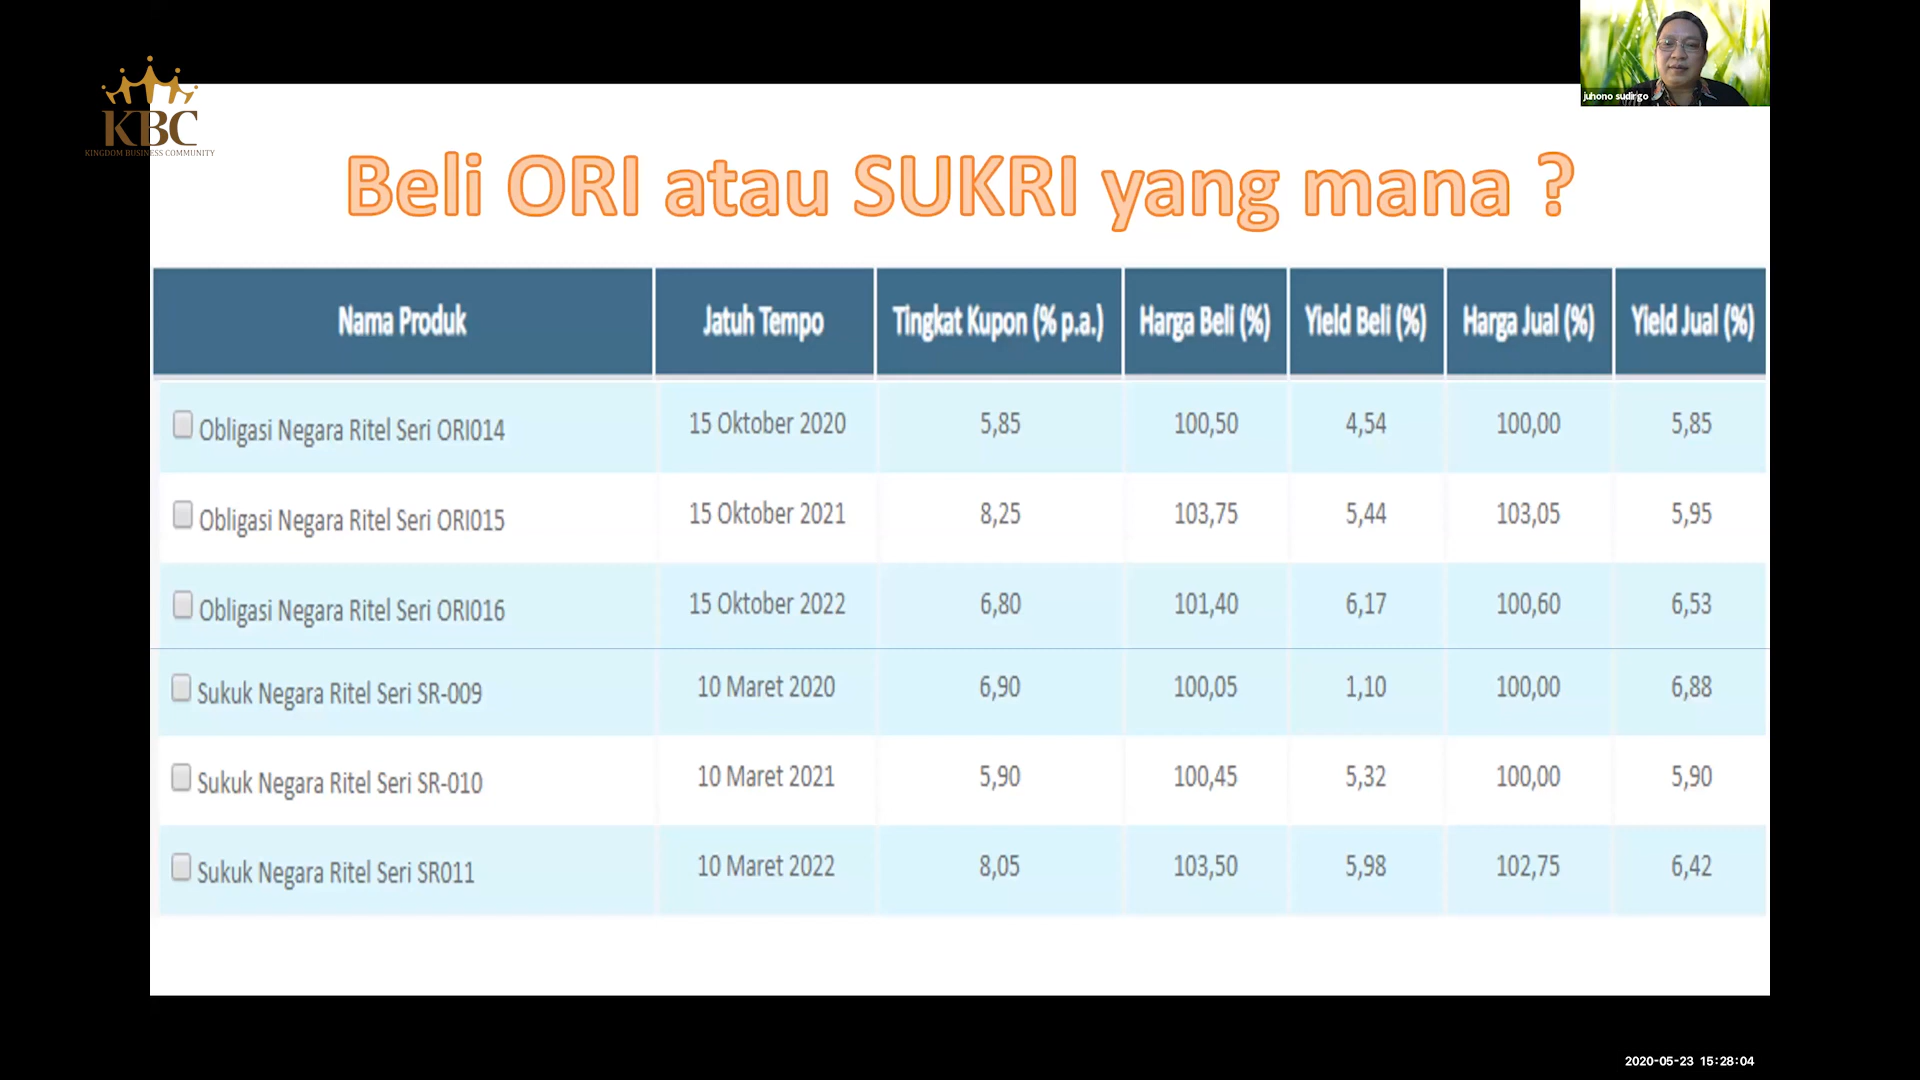 KBC
KINGDOM BUSINESS COMMUNITY
juhono sudirgo
Beli ORI atau SUKRI yang mana ?
Nama Produk Jatuh Tempo Tingkat Kupon (% p.a.) Harga Beli (%) Yield Beli (%) Harga Jual (%) Yield Jual (%)
Obligasi Negara Ritel Seri ORI014 15 Oktober 2020 5,85 100,50 4,54 100,00 5,85
Obligasi Negara Ritel Seri ORI015 15 Oktober 2021 8,25 103,75 5,44 103,05 5,95
Obligasi Negara Ritel Seri ORI016 15 Oktober 2022 6,80 101,40 6,17 100,60 6,53
Sukuk Negara Ritel Seri SR-009 10 Maret 2020 6,90 100,05 1,10 100,00 6,88
Sukuk Negara Ritel Seri SR-010 10 Maret 2021 5,90 100,45 5,32 100,00 5,90
Sukuk Negara Ritel Seri SR011 10 Maret 2022 8,05 103,50 5,98 102,75 6,42
2020-05-23 15:28:04